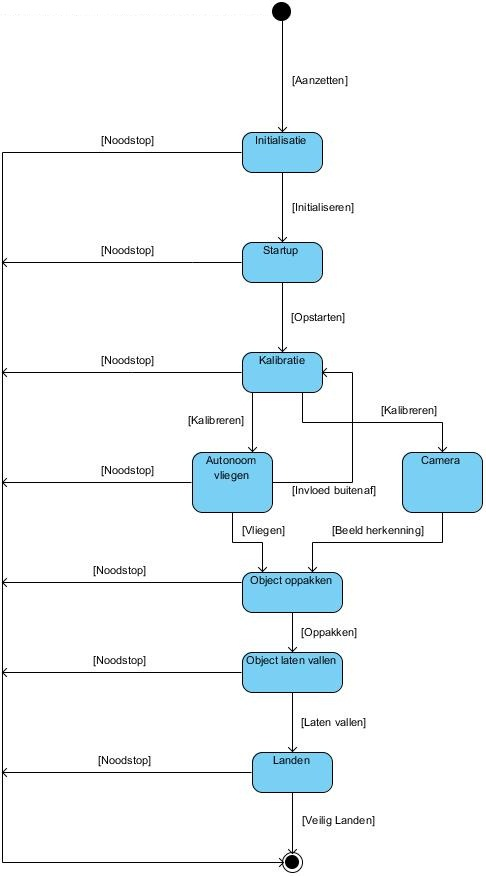 [Aanzetten]
[Noodstop]
Initialisatie
[Initialiseren]
[Noodstop]
Startup
[Opstarten]
[Noodstop]
Kalibratie
[Kalibreren]
[Kalibreren]
[Noodstop]
Autonoom
vliegen
Camera
[Invloed buitenaf]
[Vliegen]
[Beeld herkenning]
[Noodstop]
Object oppakken
[Oppakken]
[Noodstop]
Object laten vallen
[Laten vallen]
[Noodstop]
Landen
[Veilig Landen]